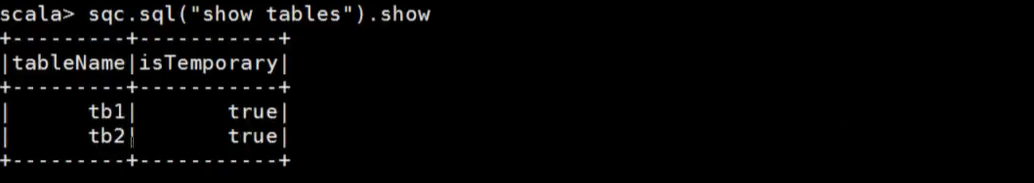 scala> sqc.sql("show tables").show
+---------+-----------+
|tableName|isTemporary|
+---------+-----------+
|      tb1|       true|
|      tb2|       true|
+---------+-----------+